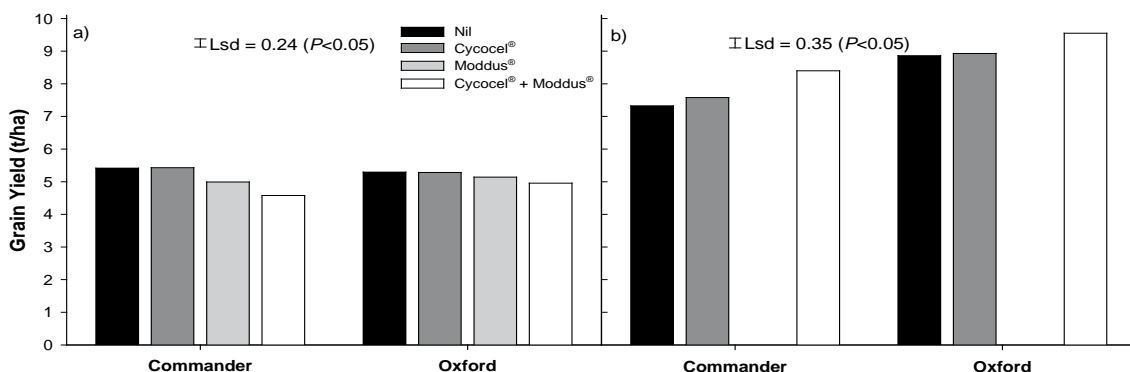 Grain Yield (t/ha)
10
9
8
7
6
5
4
3
2
1
0
a)
Lsd = 0.24 (P<0.05)
Nil
Cycocel®
Moddus®
Cycocel® + Moddus®
Commander
Oxford
b)
Lsd = 0.35 (P<0.05)
Commander
Oxford